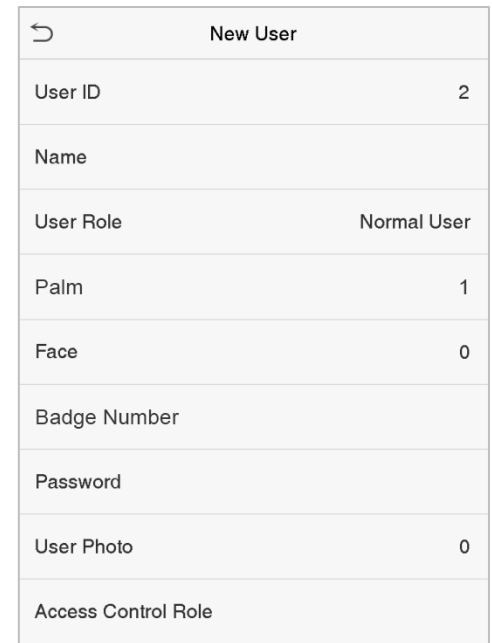 New User
User ID 2
Name
User Role Normal User
Palm 1
Face 0
Badge Number
Password
User Photo 0
Access Control Role